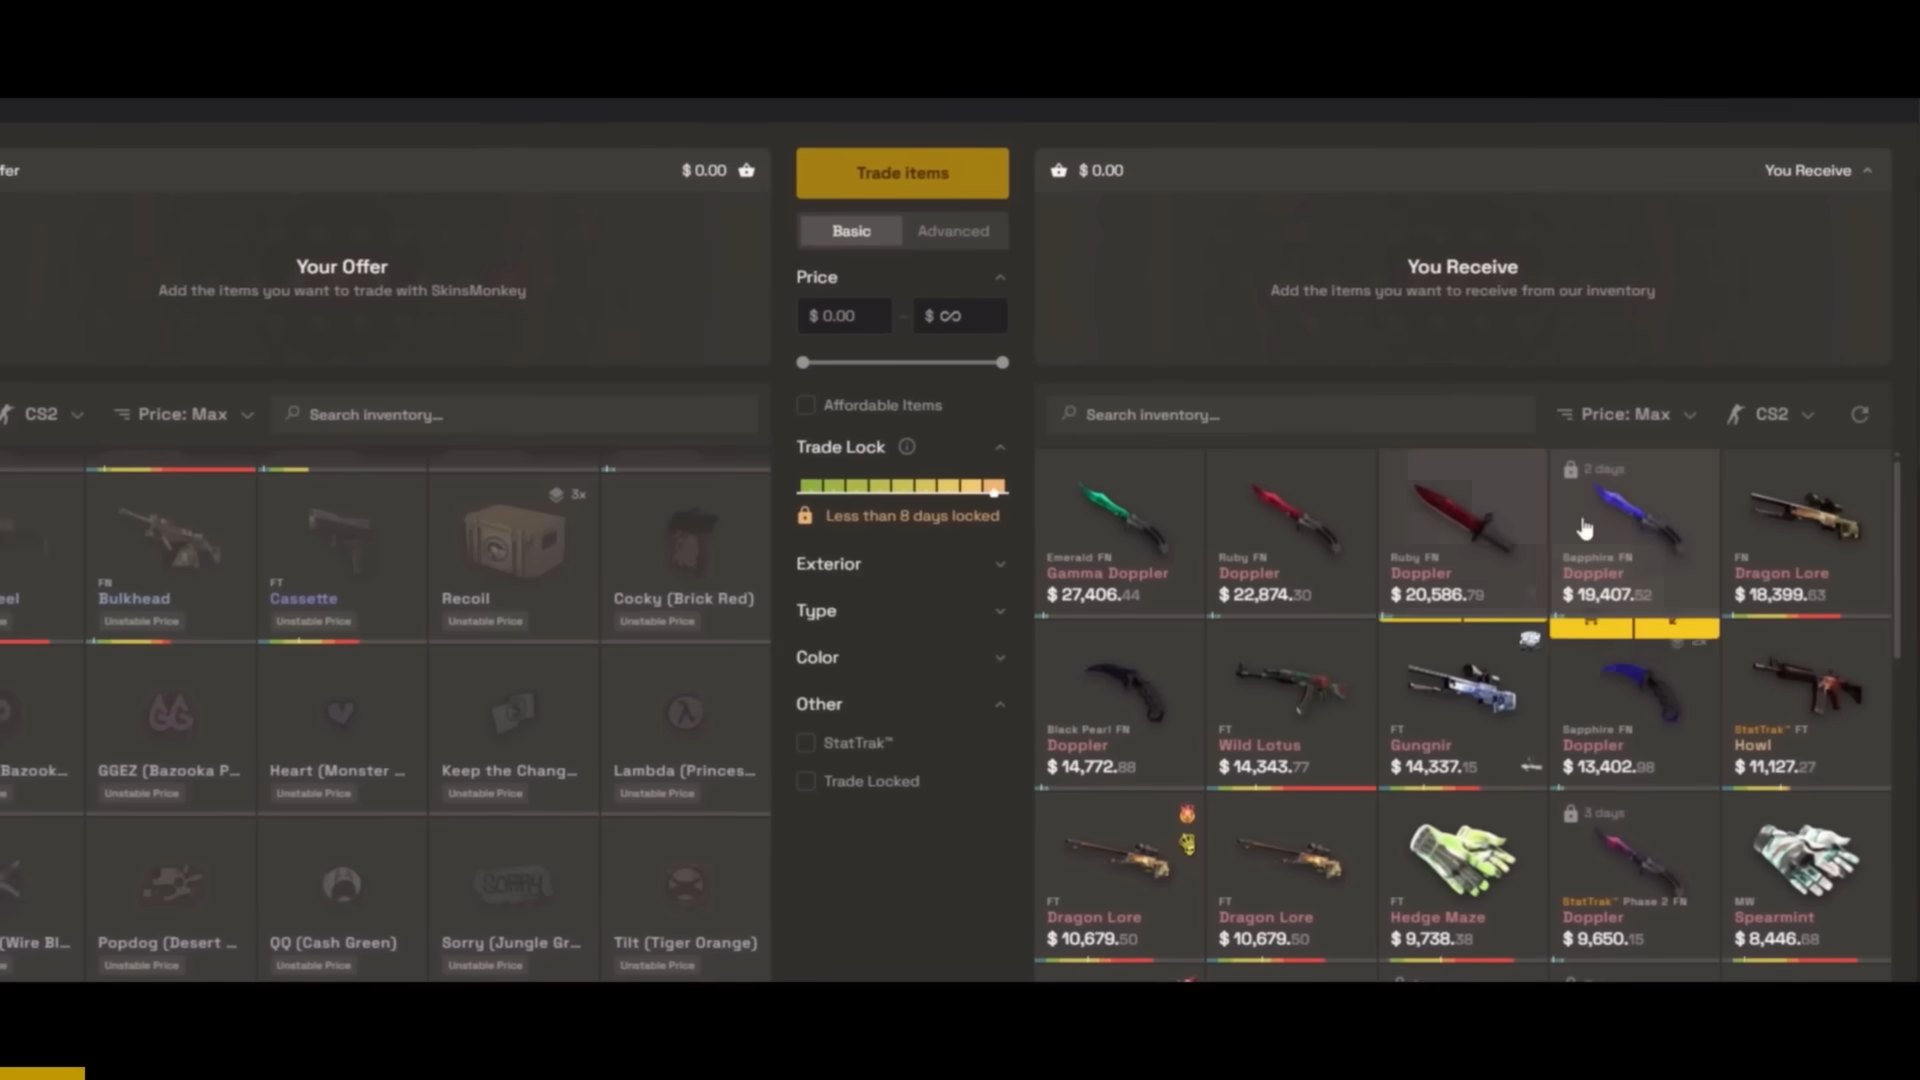 fer
$ 0.00
Your Offer
Add the items you want to trade with SkinsMonkey
CS2
Price: Max
Search inventory...
eel
FN
Bulkhead
Unstable Price
FT
Cassette
Unstable Price
3x
Recoil
Unstable Price
Cocky (Brick Red)
Unstable Price
Bazook...
GGEZ (Bazooka P...
Unstable Price
Heart (Monster ...
Unstable Price
Keep the Chang...
Unstable Price
Lambda (Princes...
Unstable Price
(Wire Bl...
Popdog (Desert ...
Unstable Price
QQ (Cash Green)
Unstable Price
SORRY
Sorry (Jungle Gr...
Unstable Price
Tilt (Tiger Orange)
Unstable Price
Trade items
Basic
Advanced
Price
$ 0.00
$ ∞
Affordable Items
Trade Lock
Less than 8 days locked
Exterior
Type
Color
Other
StatTrak™
Trade Locked
$ 0.00
You Receive
You Receive
Add the items you want to receive from our inventory
Search inventory...
Price: Max
CS2
Emerald FN
Gamma Doppler
$ 27,406.44
Ruby FN
Doppler
$ 22,874.30
Ruby FN
Doppler
$ 20,586.79
2 days
Sapphire FN
Doppler
$ 19,407.52
FN
Dragon Lore
$ 18,399.63
Black Pearl FN
Doppler
$ 14,772.88
FT
Wild Lotus
$ 14,343.77
FT
Gungnir
$ 14,337.15
Sapphire FN
Doppler
$ 13,402.98
StatTrak™ FT
Howl
$ 11,127.27
FT
Dragon Lore
$ 10,679.50
FT
Dragon Lore
$ 10,679.50
FT
Hedge Maze
$ 9,738.38
3 days
StatTrak™ Phase 2 FN
Doppler
$ 9,650.15
MW
Spearmint
$ 8,446.68